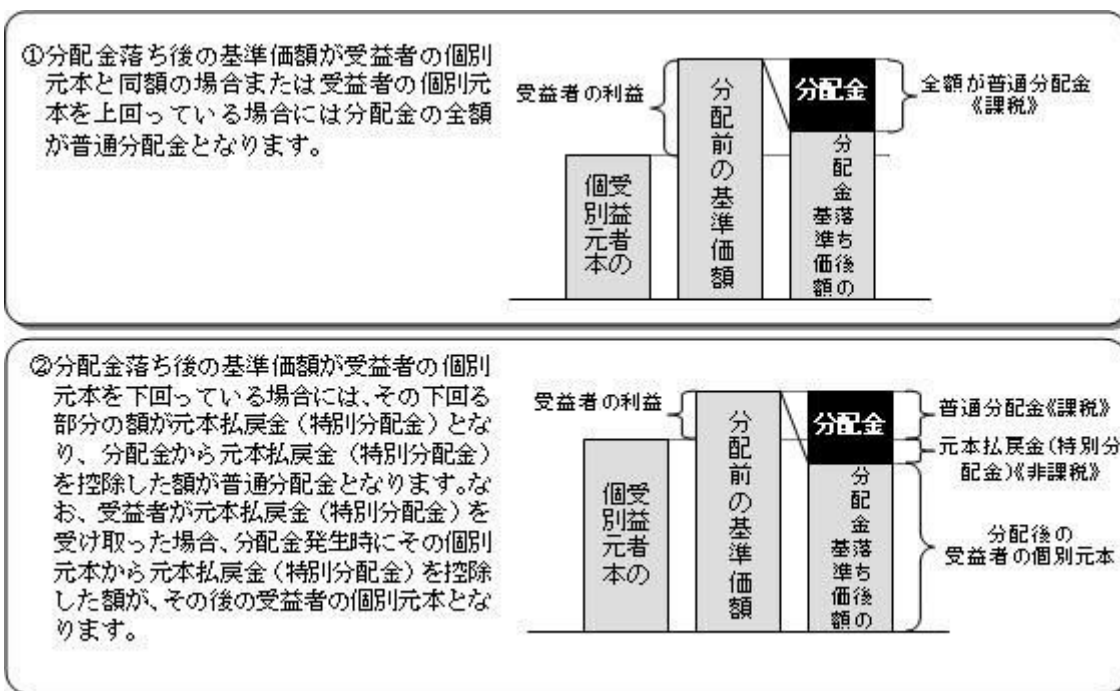 ①分配金落ち後の基準価額が受益者の個別
元本と同額の場合または受益者の個別元
本を上回っている場合には分配金の全額
が普通分配金となります。
受益者の利益
受益者の
個別元本
分配前の基準価額
分配金
分配金落ち後の
基準価額
全額が普通分配金
《課税》
②分配金落ち後の基準価額が受益者の個別
元本を下回っている場合には、その下回る
部分の額が元本払戻金(特別分配金)とな
り、分配金から元本払戻金(特別分配金)
を控除した額が普通分配金となります。な
お、受益者が元本払戻金(特別分配金)を
受け取った場合、分配金発生時にその個別
元本から元本払戻金(特別分配金)を控除
した額が、その後の受益者の個別元本とな
ります。
受益者の利益
受益者の
個別元本
分配前の基準価額
分配金
分配金落ち後の
基準価額
普通分配金《課税》
元本払戻金(特別分
配金)《非課税》
分配後の
受益者の個別元本